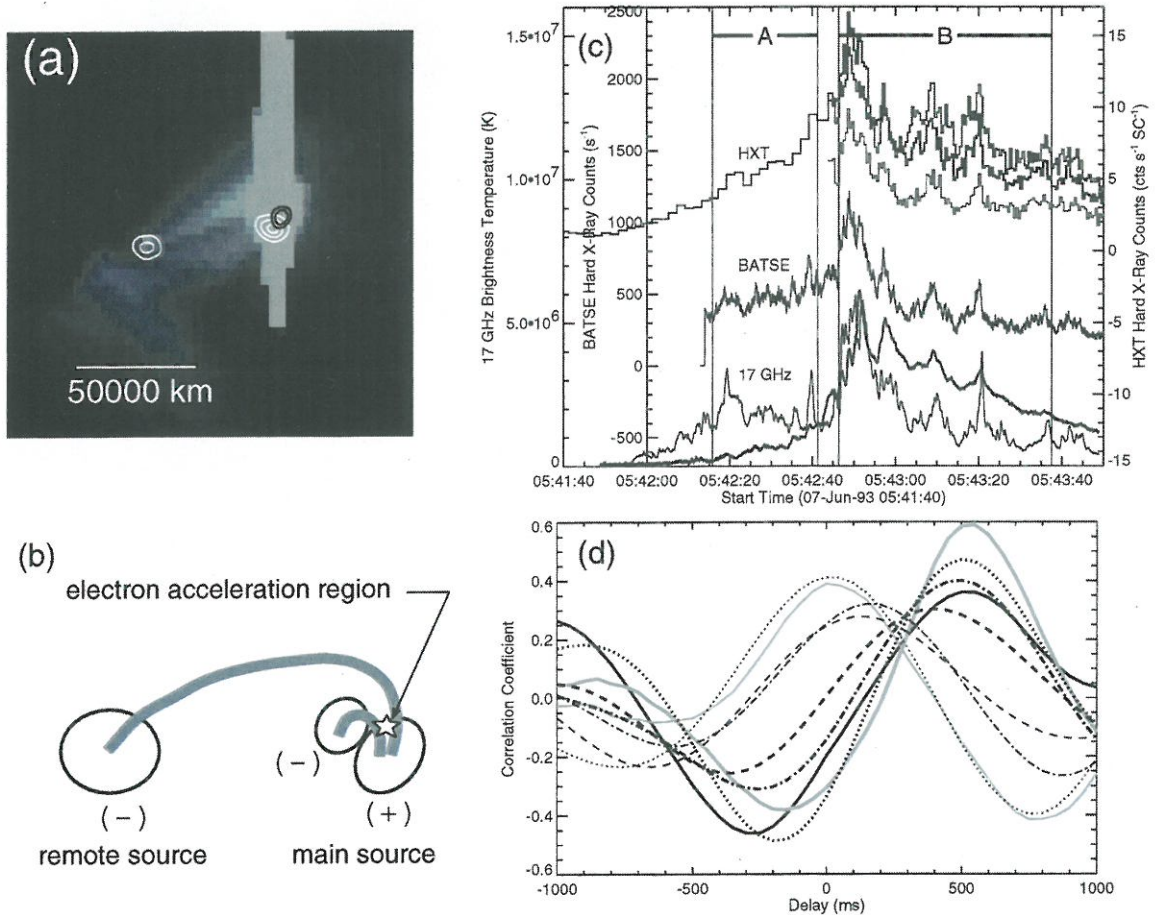 (a)
50000 km
(b)
electron acceleration region
(-)
(-)
(+)
remote source
main source
(c)
A
B
HXT
BATSE
17 GHz
17 GHz Brightness Temperature (K)
1.5•10⁷
1.0•10⁷
5.0•10⁶
0
BATSE Hard X-Ray Counts (s⁻¹)
2500
2000
1500
1000
500
0
-500
HXT Hard X-Ray Counts (cts s⁻¹ SC⁻¹)
15
10
5
0
-5
-10
-15
05:41:40 05:42:00 05:42:20 05:42:40 05:43:00 05:43:20 05:43:40
Start Time (07-Jun-93 05:41:40)
(d)
Correlation Coefficient
0.6
0.4
0.2
0.0
-0.2
-0.4
-0.6
-1000 -500 0 500 1000
Delay (ms)